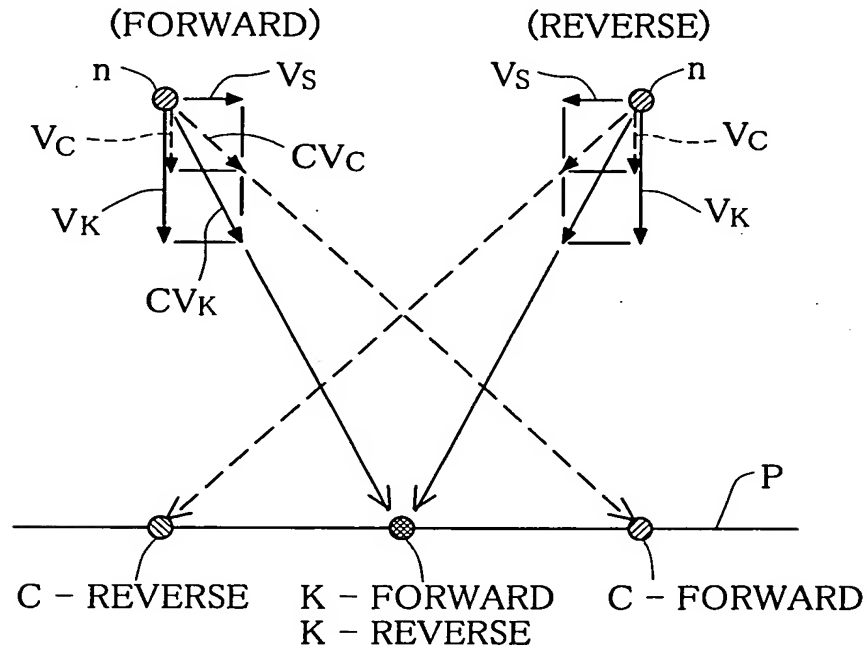 (FORWARD) (REVERSE)
n VS VS n
VC CVC VC
VK VK
CVK
P
C - REVERSE K - FORWARD C - FORWARD
K - REVERSE